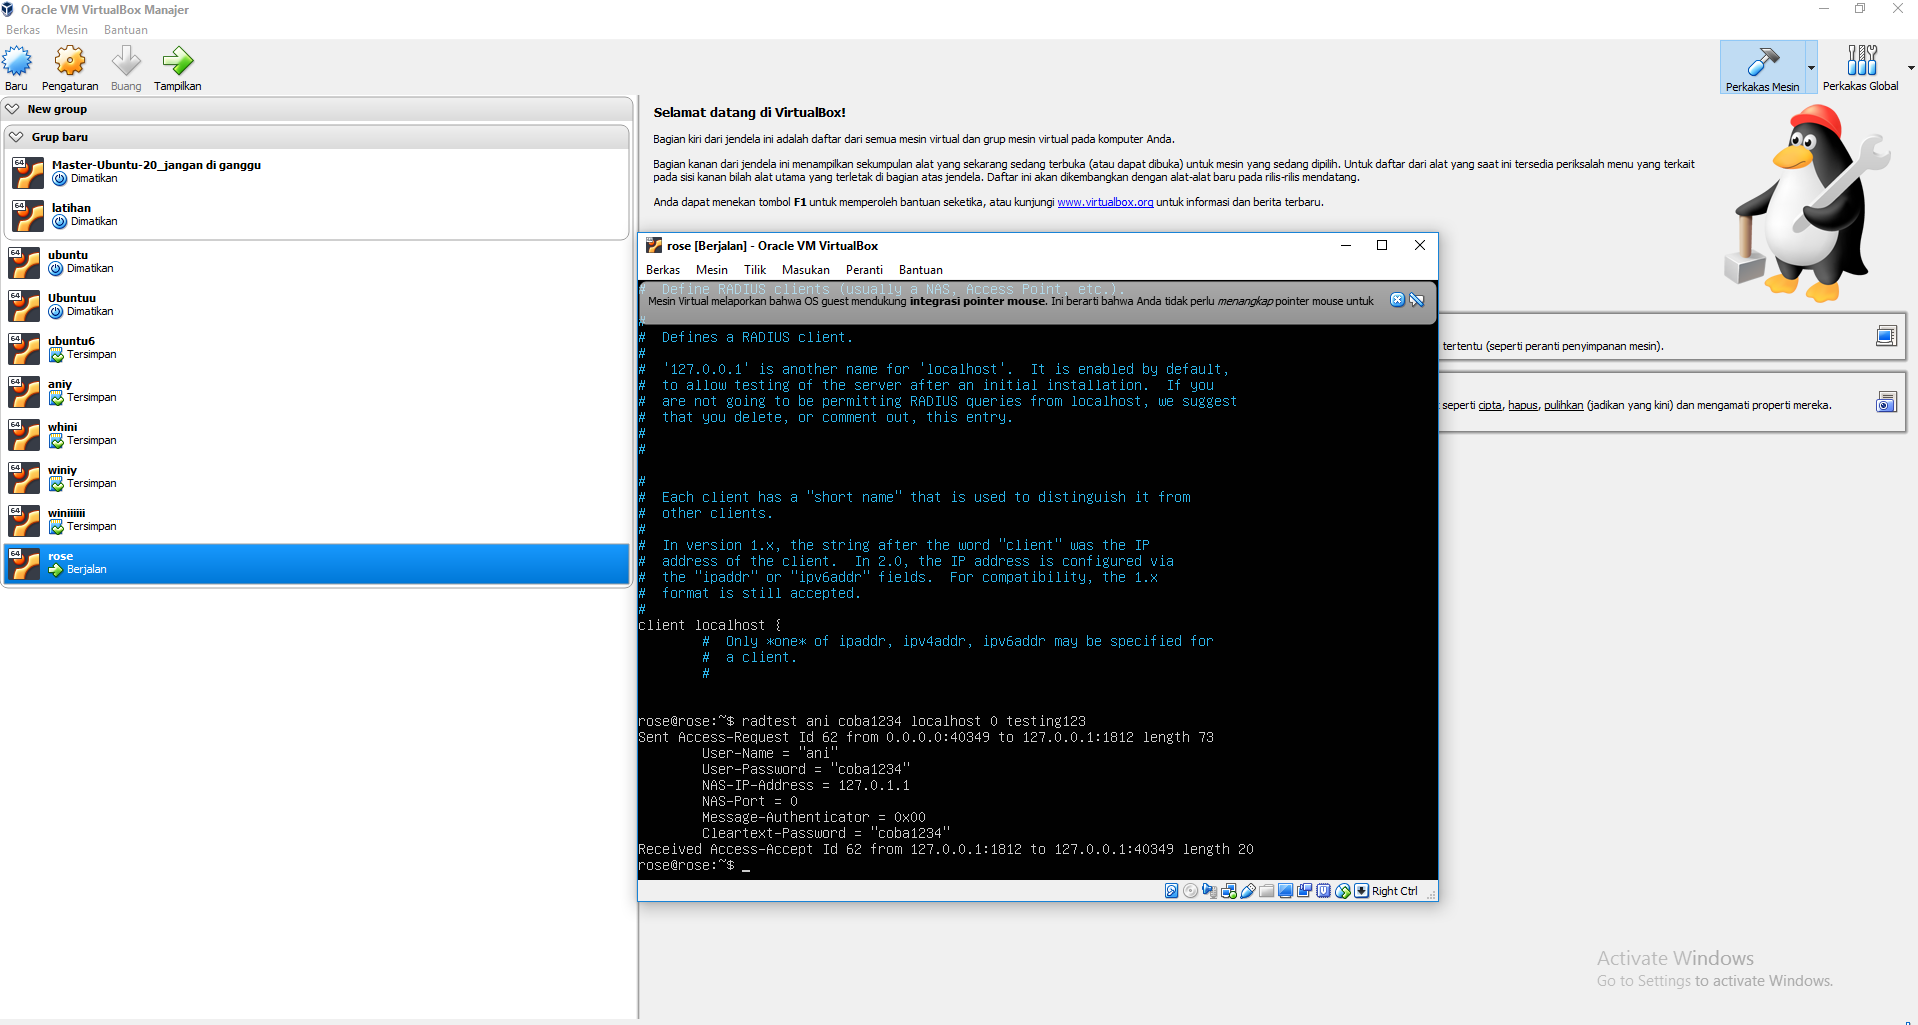 Oracle VM VirtualBox Manajer
Berkas Mesin Bantuan
Baru Pengaturan Buang Tampilkan
Perkakas Mesin Perkakas Global
New group
Grup baru
64
Master-Ubuntu-20_jangan di ganggu
Dimatikan
64
latihan
Dimatikan
64
ubuntu
Dimatikan
64
Ubuntuu
Dimatikan
64
ubuntu6
Tersimpan
64
aniy
Tersimpan
64
whini
Tersimpan
64
winiy
Tersimpan
64
winiiiiii
Tersimpan
64
rose
Berjalan
Selamat datang di VirtualBox!
Bagian kiri dari jendela ini adalah daftar dari semua mesin virtual dan grup mesin virtual pada komputer Anda.
Bagian kanan dari jendela ini menampilkan sekumpulan alat yang sekarang sedang terbuka (atau dapat dibuka) untuk mesin yang sedang dipilih. Untuk daftar dari alat yang saat ini tersedia periksalah menu yang terkait
pada sisi kanan bilah alat utama yang terletak di bagian atas jendela. Daftar ini akan dikembangkan dengan alat-alat baru pada rilis-rilis mendatang.
Anda dapat menekan tombol F1 untuk memperoleh bantuan seketika, atau kunjungi www.virtualbox.org untuk informasi dan berita terbaru.
tertentu (seperti peranti penyimpanan mesin).
seperti cipta, hapus, pulihkan (jadikan yang kini) dan mengamati properti mereka.
rose [Berjalan] - Oracle VM VirtualBox
Berkas Mesin Tilik Masukan Peranti Bantuan
# Define RADIUS clients (usually a NAS, Access Point, etc.).
Mesin Virtual melaporkan bahwa OS guest mendukung integrasi pointer mouse. Ini berarti bahwa Anda tidak perlu menangkap pointer mouse untuk
#
# Defines a RADIUS client.
#
# '127.0.0.1' is another name for 'localhost'. It is enabled by default,
# to allow testing of the server after an initial installation. If you
# are not going to be permitting RADIUS queries from localhost, we suggest
# that you delete, or comment out, this entry.
#
#
#
# Each client has a "short name" that is used to distinguish it from
# other clients.
#
# In version 1.x, the string after the word "client" was the IP
# address of the client. In 2.0, the IP address is configured via
# the "ipaddr" or "ipv6addr" fields. For compatibility, the 1.x
# format is still accepted.
#
client localhost {
# Only *one* of ipaddr, ipv4addr, ipv6addr may be specified for
# a client.
#
rose@rose:~$ radtest ani coba1234 localhost 0 testing123
Sent Access-Request Id 62 from 0.0.0.0:40349 to 127.0.0.1:1812 length 73
User-Name = "ani"
User-Password = "coba1234"
NAS-IP-Address = 127.0.1.1
NAS-Port = 0
Message-Authenticator = 0x00
Cleartext-Password = "coba1234"
Received Access-Accept Id 62 from 127.0.0.1:1812 to 127.0.0.1:40349 length 20
rose@rose:~$ _
Right Ctrl
Activate Windows
Go to Settings to activate Windows.